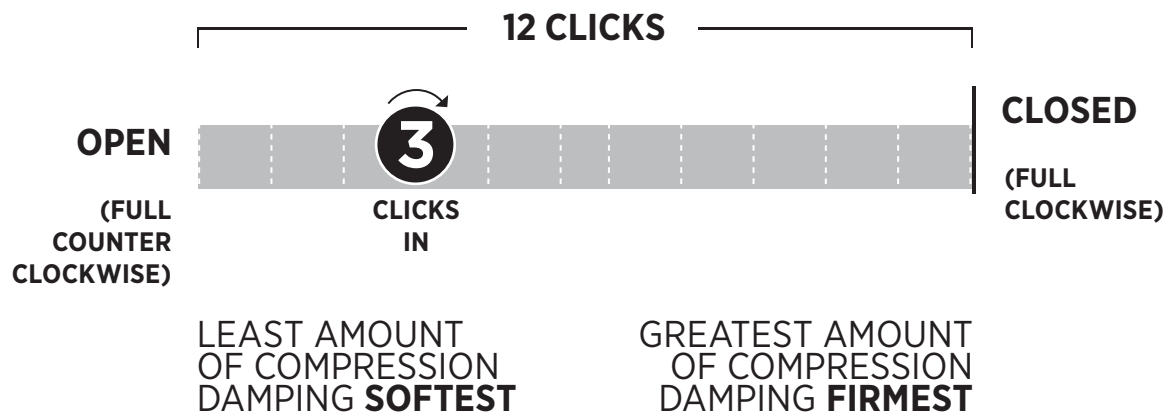 12 CLICKS
OPEN
(FULL
COUNTER
CLOCKWISE)
3
CLICKS
IN
CLOSED
(FULL
CLOCKWISE)
LEAST AMOUNT
OF COMPRESSION
DAMPING SOFTEST
GREATEST AMOUNT
OF COMPRESSION
DAMPING FIRMEST